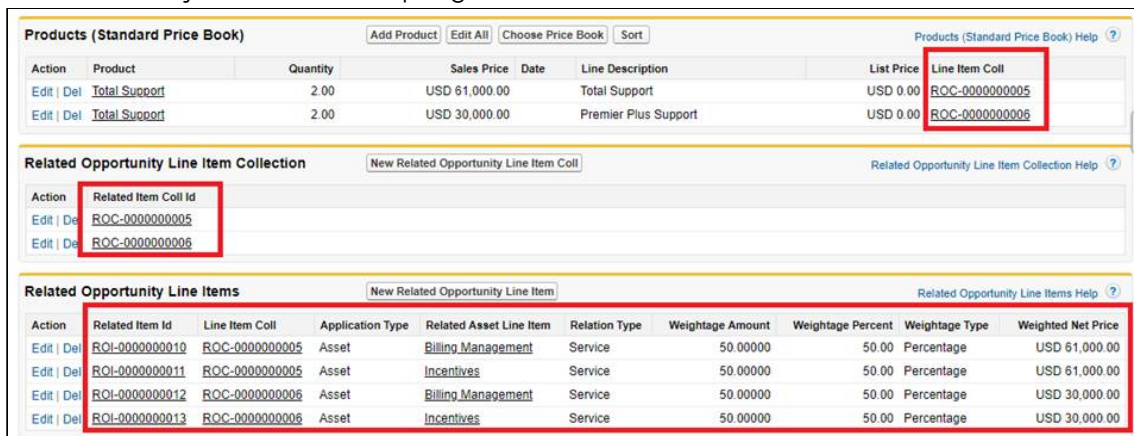 Products (Standard Price Book) Add Product Edit All Choose Price Book Sort Products (Standard Price Book) Help ?
Action Product Quantity Sales Price Date Line Description List Price Line Item Coll
Edit | Del Total Support 2.00 USD 61,000.00 Total Support USD 0.00 ROC-0000000005
Edit | Del Total Support 2.00 USD 30,000.00 Premier Plus Support USD 0.00 ROC-0000000006
Related Opportunity Line Item Collection New Related Opportunity Line Item Coll Related Opportunity Line Item Collection Help ?
Action Related Item Coll Id
Edit | De ROC-0000000005
Edit | De ROC-0000000006
Related Opportunity Line Items New Related Opportunity Line Item Related Opportunity Line Items Help ?
Action Related Item Id Line Item Coll Application Type Related Asset Line Item Relation Type Weightage Amount Weightage Percent Weightage Type Weighted Net Price
Edit | Del ROI-0000000010 ROC-0000000005 Asset Billing Management Service 50.00000 50.00 Percentage USD 61,000.00
Edit | Del ROI-0000000011 ROC-0000000005 Asset Incentives Service 50.00000 50.00 Percentage USD 61,000.00
Edit | Del ROI-0000000012 ROC-0000000006 Asset Billing Management Service 50.00000 50.00 Percentage USD 30,000.00
Edit | Del ROI-0000000013 ROC-0000000006 Asset Incentives Service 50.00000 50.00 Percentage USD 30,000.00